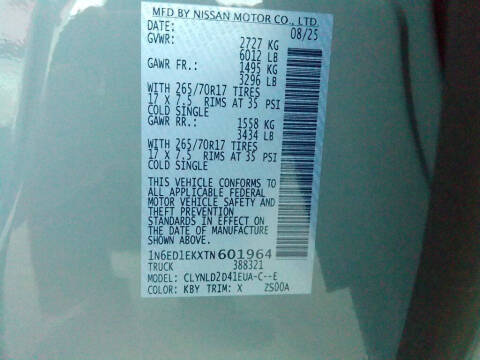 MFD BY NISSAN MOTOR CO., LTD.
DATE: 08/25
GVWR: 2727 KG
6012 LB
GAWR FR.: 1495 KG
3296 LB
WITH 265/70R17 TIRES
17 X 7.5 RIMS AT 35 PSI
COLD SINGLE
GAWR RR.: 1558 KG
3434 LB
WITH 265/70R17 TIRES
17 X 7.5 RIMS AT 35 PSI
COLD SINGLE
THIS VEHICLE CONFORMS TO
ALL APPLICABLE FEDERAL
MOTOR VEHICLE SAFETY AND
THEFT PREVENTION
STANDARDS IN EFFECT ON
THE DATE OF MANUFACTURE
SHOWN ABOVE
1N6ED1EKXTN601964
TRUCK 388321
MODEL: CLYNLD2D41EUA-C--E
COLOR: KBY TRIM: X ZS00A